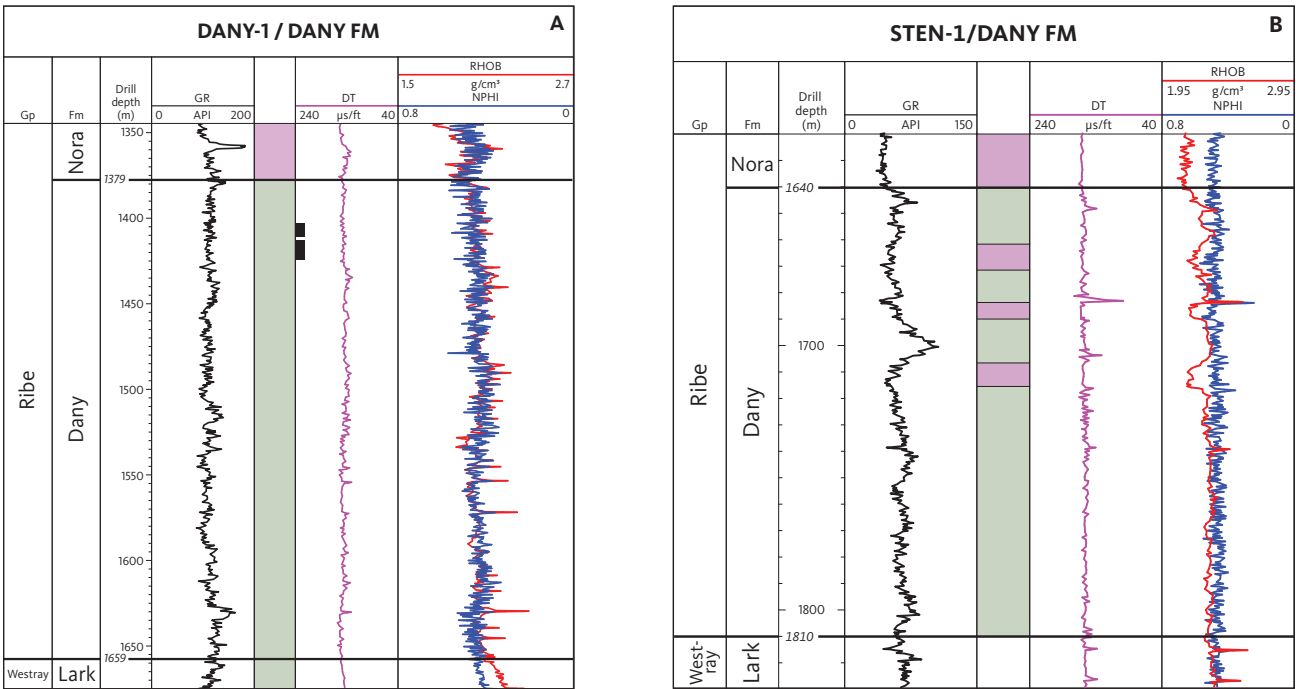 DANY-1 / DANY FM
A
Gp
Fm
Drill
depth
(m)
GR
0 API 200
DT
240 µs/ft 40
RHOB
1.5 g/cm³ 2.7
NPHI
0.8 0
Nora
1350
1379
1400
1450
Ribe
Dany
1500
1550
1600
1650
1659
Westray
Lark
STEN-1/DANY FM
B
Gp
Fm
Drill
depth
(m)
GR
0 API 150
DT
240 µs/ft 40
RHOB
1.95 g/cm³ 2.95
NPHI
0.8 0
Nora
1640
Ribe
Dany
1700
1800
1810
West-
ray
Lark